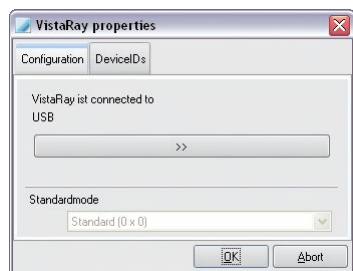 VistaRay properties
Configuration DeviceIDs
VistaRay ist connected to
USB
>>
Standardmode
Standard (0 x 0)
OK Abort